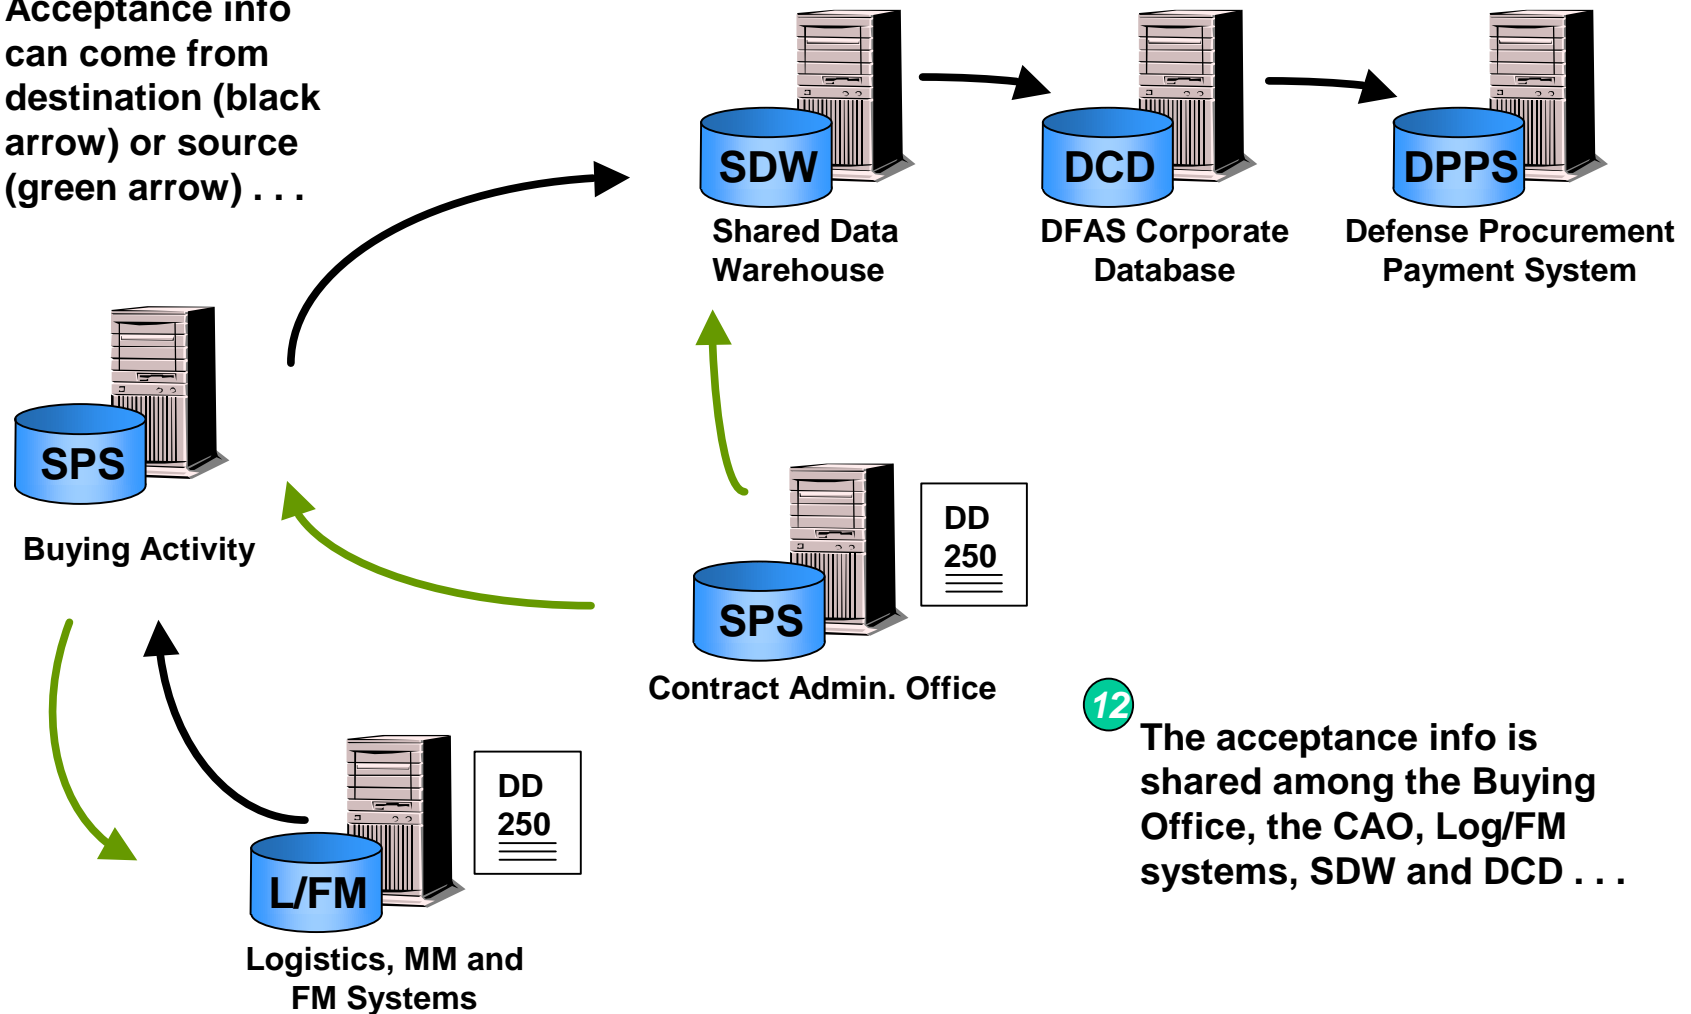 Acceptance info
can come from
destination (black
arrow) or source
(green arrow) . . .
SDW
Shared Data
Warehouse
DCD
DFAS Corporate
Database
DPPS
Defense Procurement
Payment System
SPS
Buying Activity
DD
250
SPS
Contract Admin. Office
DD
250
L/FM
Logistics, MM and
FM Systems
12
The acceptance info is
shared among the Buying
Office, the CAO, Log/FM
systems, SDW and DCD . . .